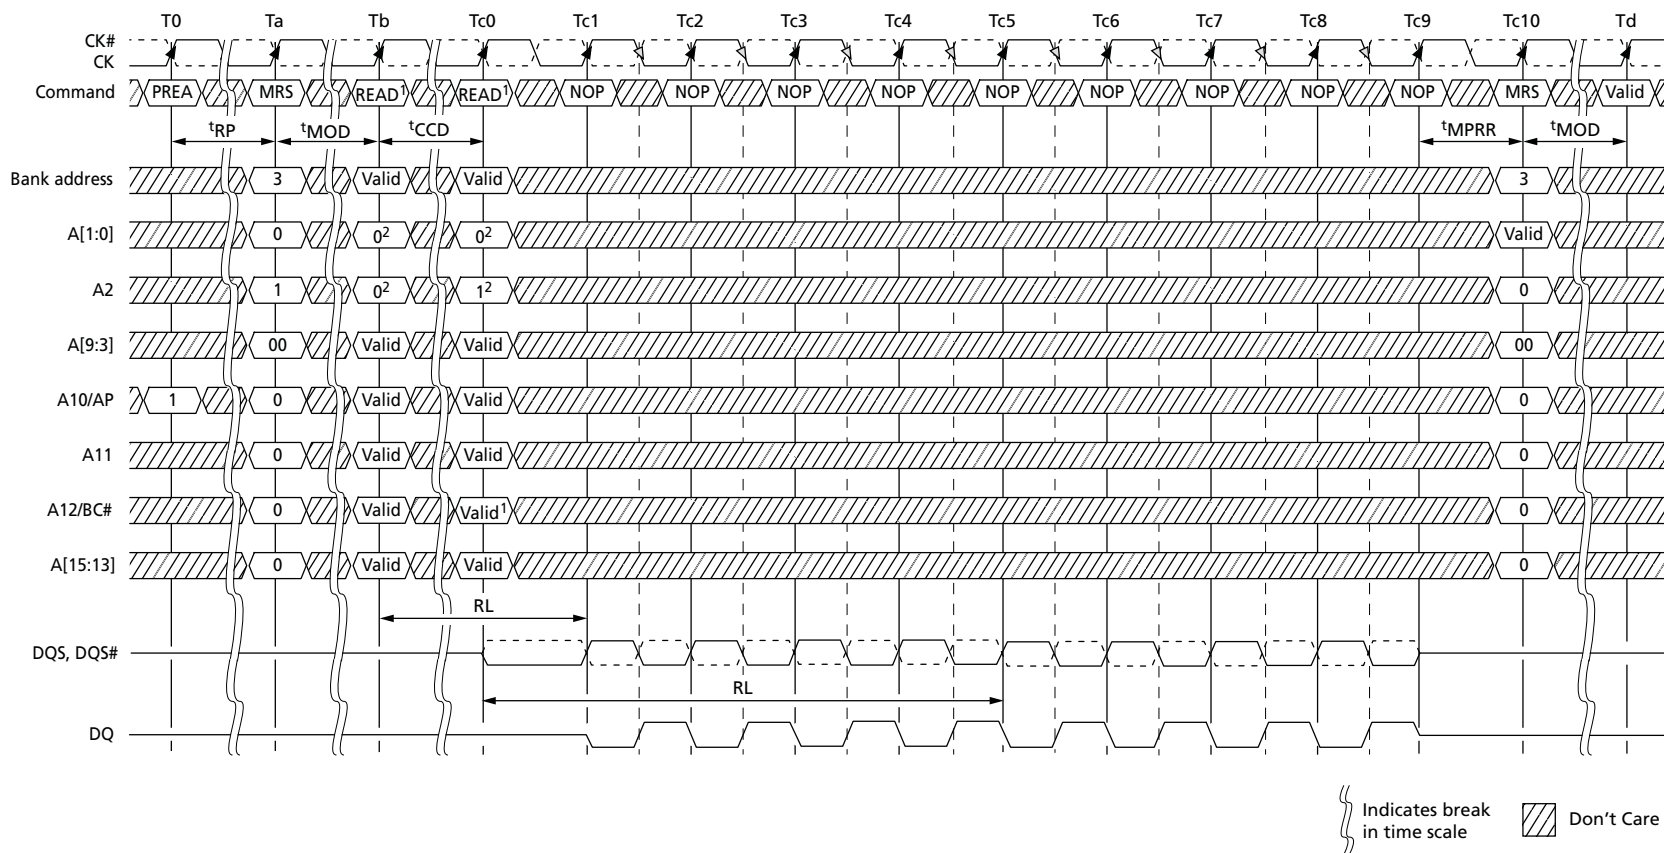 T0 Ta Tb Tc0 Tc1 Tc2 Tc3 Tc4 Tc5 Tc6 Tc7 Tc8 Tc9 Tc10 Td
CK#
CK
Command PREA MRS READ¹ READ¹ NOP NOP NOP NOP NOP NOP NOP NOP NOP MRS Valid
ᵗRP ᵗMOD ᵗCCD ᵗMPRR ᵗMOD
Bank address 3 Valid Valid 3
A[1:0] 0 0² 0² Valid
A2 1 0² 1² 0
A[9:3] 00 Valid Valid 00
A10/AP 1 0 Valid Valid 0
A11 0 Valid Valid 0
A12/BC# 0 Valid Valid¹ 0
A[15:13] 0 Valid Valid 0
RL
DQS, DQS#
RL
DQ
Indicates break
in time scale
Don't Care